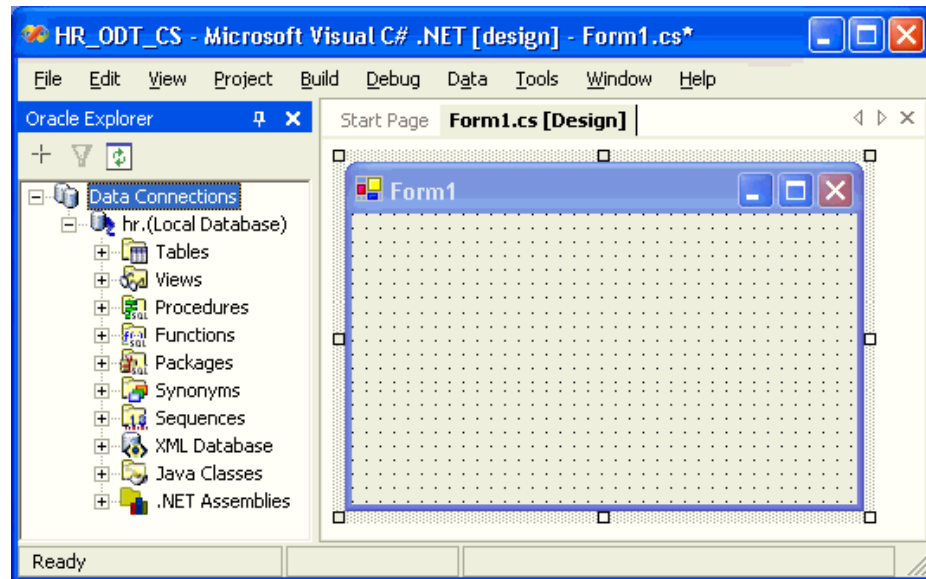 HR_ODT_CS - Microsoft Visual C# .NET [design] - Form1.cs*
File Edit View Project Build Debug Data Tools Window Help
Oracle Explorer
Start Page Form1.cs [Design]
Data Connections
Form1
hr.(Local Database)
Tables
Views
Procedures
Functions
Packages
Synonyms
Sequences
XML Database
Java Classes
.NET Assemblies
Ready